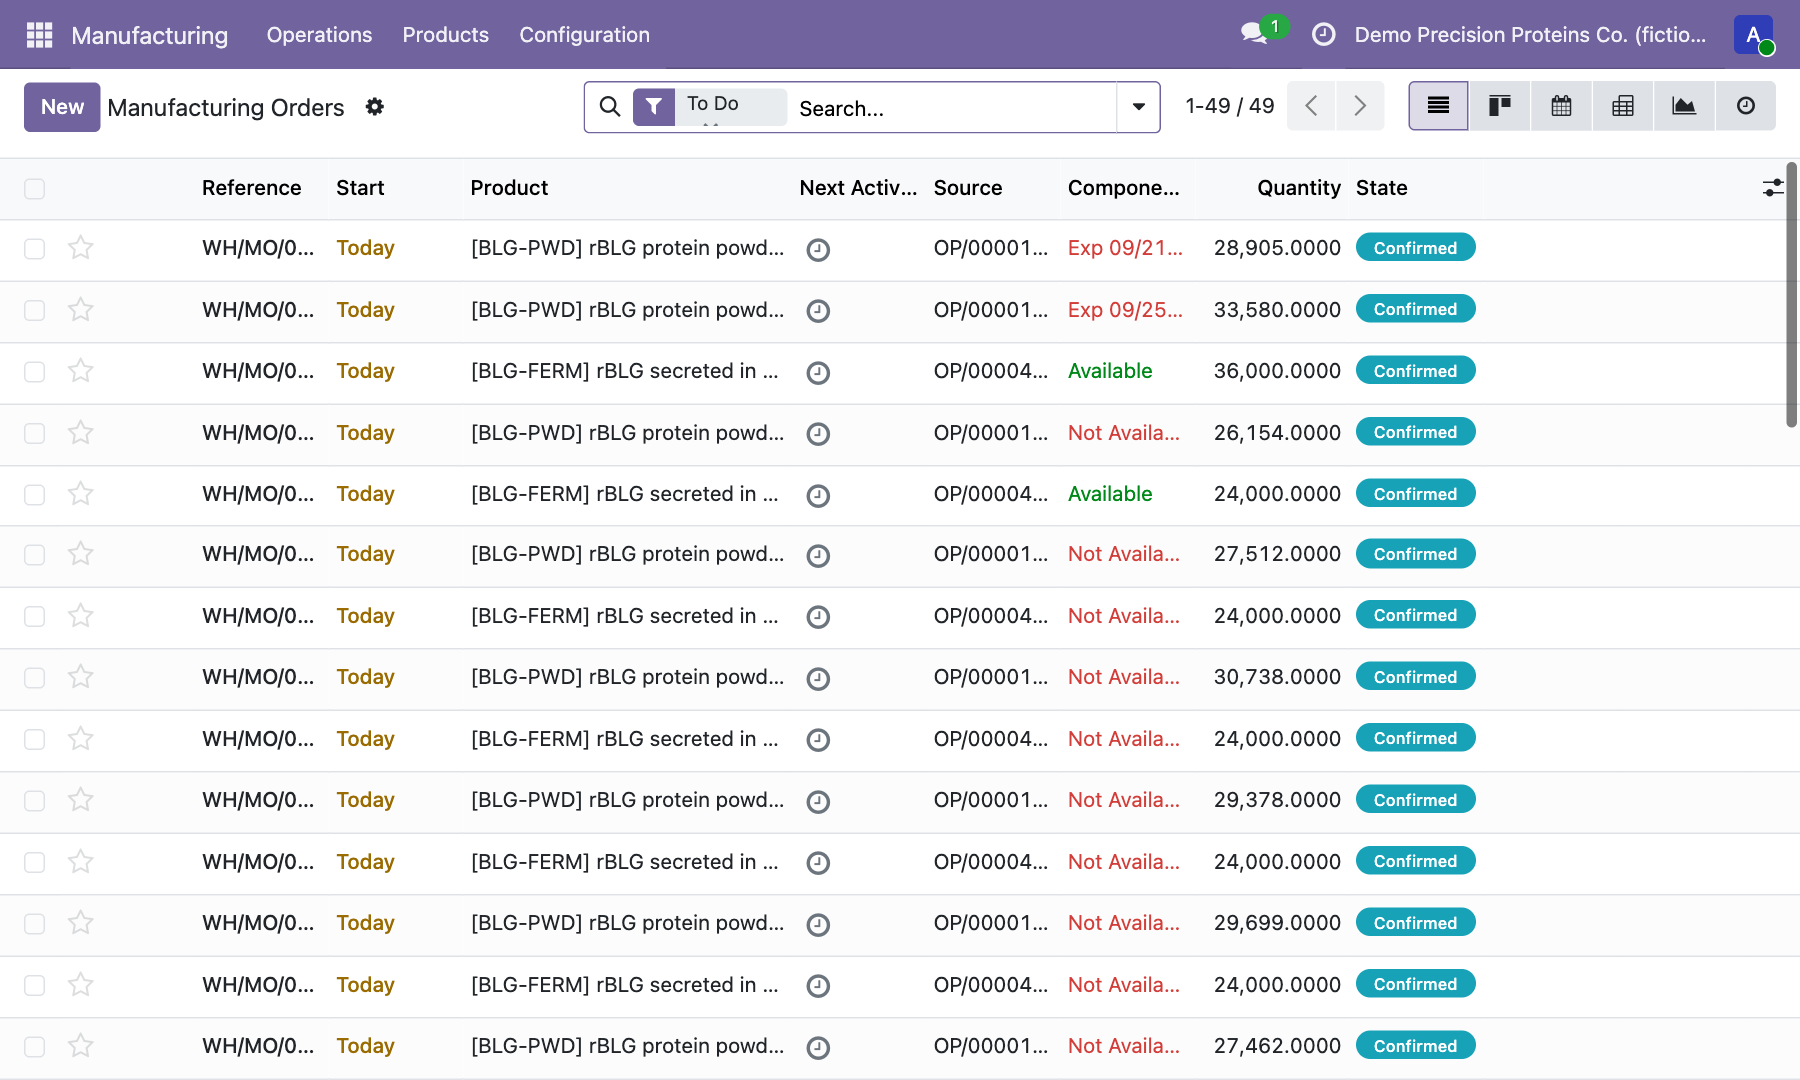 Manufacturing Operations Products Configuration 1 Demo Precision Proteins Co. (fictio... A
New Manufacturing Orders To Do Search... 1-49 / 49
Reference Start Product Next Activ... Source Compone... Quantity State
WH/MO/0... Today [BLG-PWD] rBLG protein powd... OP/00001... Exp 09/21... 28,905.0000 Confirmed
WH/MO/0... Today [BLG-PWD] rBLG protein powd... OP/00001... Exp 09/25... 33,580.0000 Confirmed
WH/MO/0... Today [BLG-FERM] rBLG secreted in ... OP/00004... Available 36,000.0000 Confirmed
WH/MO/0... Today [BLG-PWD] rBLG protein powd... OP/00001... Not Availa... 26,154.0000 Confirmed
WH/MO/0... Today [BLG-FERM] rBLG secreted in ... OP/00004... Available 24,000.0000 Confirmed
WH/MO/0... Today [BLG-PWD] rBLG protein powd... OP/00001... Not Availa... 27,512.0000 Confirmed
WH/MO/0... Today [BLG-FERM] rBLG secreted in ... OP/00004... Not Availa... 24,000.0000 Confirmed
WH/MO/0... Today [BLG-PWD] rBLG protein powd... OP/00001... Not Availa... 30,738.0000 Confirmed
WH/MO/0... Today [BLG-FERM] rBLG secreted in ... OP/00004... Not Availa... 24,000.0000 Confirmed
WH/MO/0... Today [BLG-PWD] rBLG protein powd... OP/00001... Not Availa... 29,378.0000 Confirmed
WH/MO/0... Today [BLG-FERM] rBLG secreted in ... OP/00004... Not Availa... 24,000.0000 Confirmed
WH/MO/0... Today [BLG-PWD] rBLG protein powd... OP/00001... Not Availa... 29,699.0000 Confirmed
WH/MO/0... Today [BLG-FERM] rBLG secreted in ... OP/00004... Not Availa... 24,000.0000 Confirmed
WH/MO/0... Today [BLG-PWD] rBLG protein powd... OP/00001... Not Availa... 27,462.0000 Confirmed